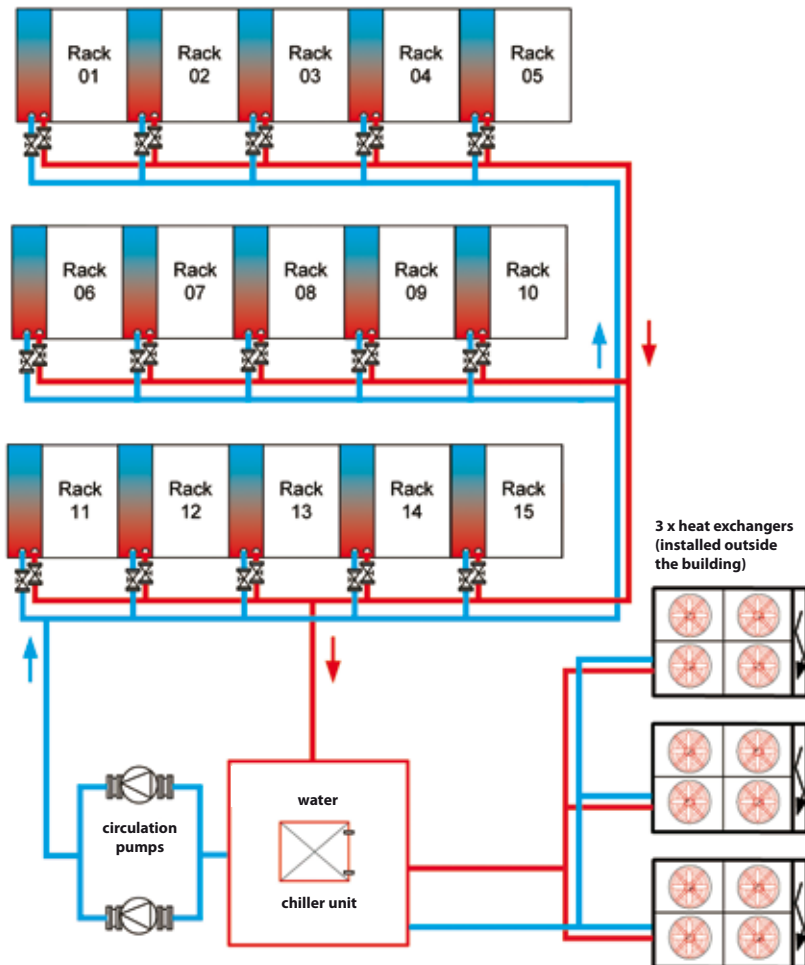 Rack
01
Rack
02
Rack
03
Rack
04
Rack
05
Rack
06
Rack
07
Rack
08
Rack
09
Rack
10
Rack
11
Rack
12
Rack
13
Rack
14
Rack
15
3 x heat exchangers
(installed outside
the building)
circulation
pumps
water
chiller unit